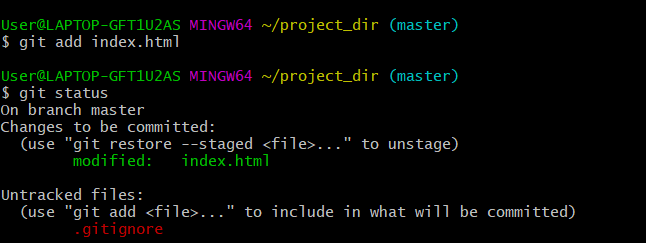 User@LAPTOP-GFT1U2AS MINGW64 ~/project_dir (master)
$ git add index.html
User@LAPTOP-GFT1U2AS MINGW64 ~/project_dir (master)
$ git status
On branch master
Changes to be committed:
  (use "git restore --staged <file>..." to unstage)
        modified:   index.html
Untracked files:
  (use "git add <file>..." to include in what will be committed)
        .gitignore